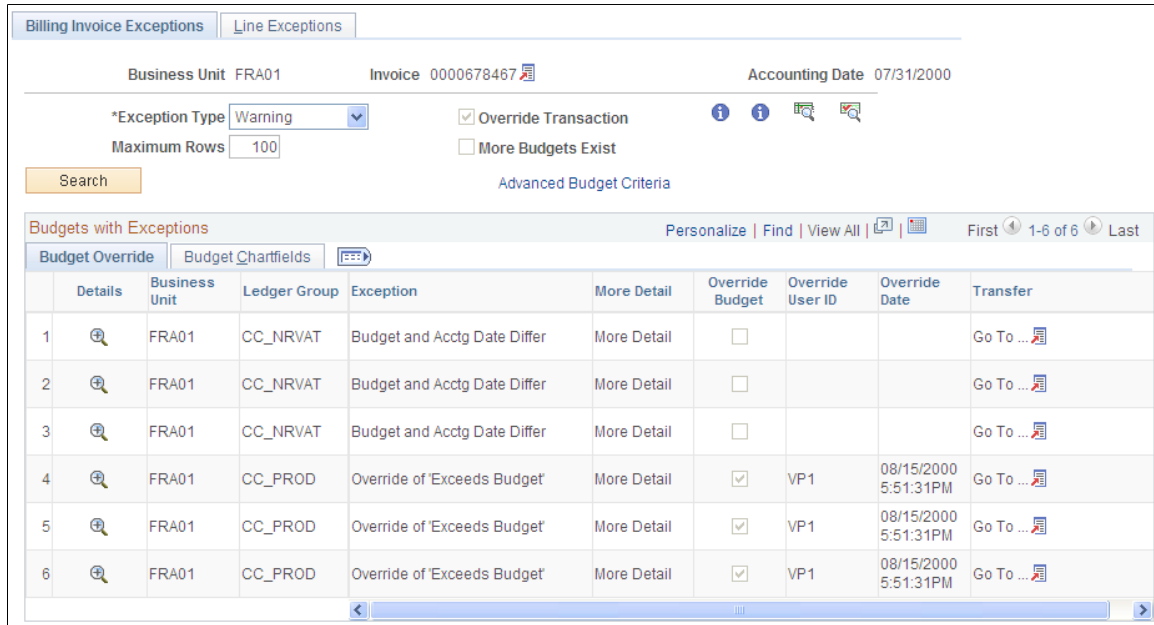 Billing Invoice Exceptions Line Exceptions
Business Unit FRA01 Invoice 0000678467 Accounting Date 07/31/2000
*Exception Type Warning Override Transaction
Maximum Rows 100 More Budgets Exist
Search Advanced Budget Criteria
Budgets with Exceptions Personalize | Find | View All | | First 1-6 of 6 Last
Budget Override Budget Chartfields
Details Business Unit Ledger Group Exception More Detail Override Budget Override User ID Override Date Transfer
1 FRA01 CC_NRVAT Budget and Acctg Date Differ More Detail Go To ...
2 FRA01 CC_NRVAT Budget and Acctg Date Differ More Detail Go To ...
3 FRA01 CC_NRVAT Budget and Acctg Date Differ More Detail Go To ...
4 FRA01 CC_PROD Override of 'Exceeds Budget' More Detail VP1 08/15/2000 5:51:31PM Go To ...
5 FRA01 CC_PROD Override of 'Exceeds Budget' More Detail VP1 08/15/2000 5:51:31PM Go To ...
6 FRA01 CC_PROD Override of 'Exceeds Budget' More Detail VP1 08/15/2000 5:51:31PM Go To ...